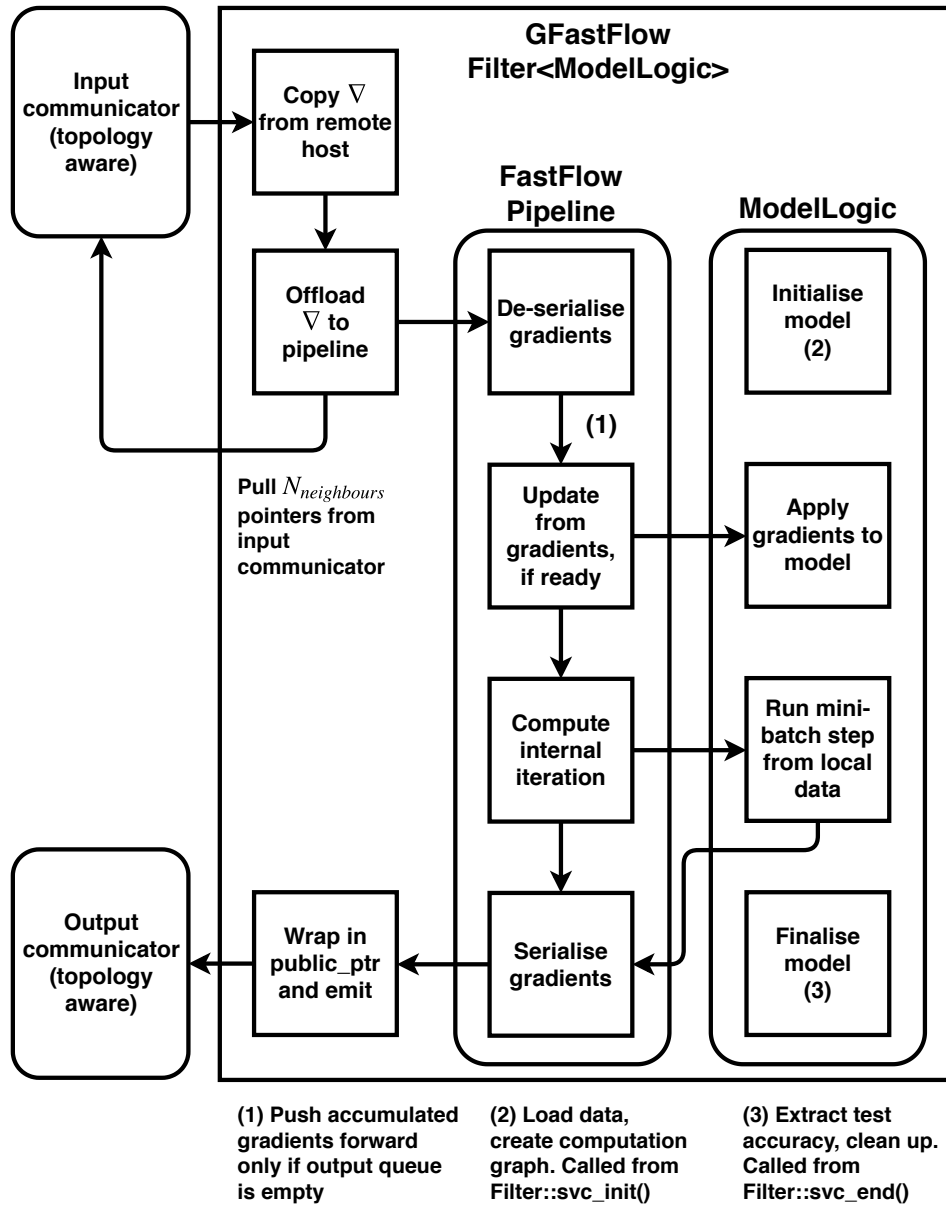 GFastFlow
Filter<ModelLogic>
Input
communicator
(topology
aware)
Copy ∇
from remote
host
FastFlow
Pipeline
ModelLogic
Offload
∇ to
pipeline
De-serialise
gradients
Initialise
model
(2)
(1)
Pull N_neighbours
pointers from
input
communicator
Update
from
gradients,
if ready
Apply
gradients to
model
Compute
internal
iteration
Run mini-
batch step
from local
data
Output
communicator
(topology
aware)
Wrap in
public_ptr
and emit
Serialise
gradients
Finalise
model
(3)
(1) Push accumulated
gradients forward
only if output queue
is empty
(2) Load data,
create computation
graph. Called from
Filter::svc_init()
(3) Extract test
accuracy, clean up.
Called from
Filter::svc_end()